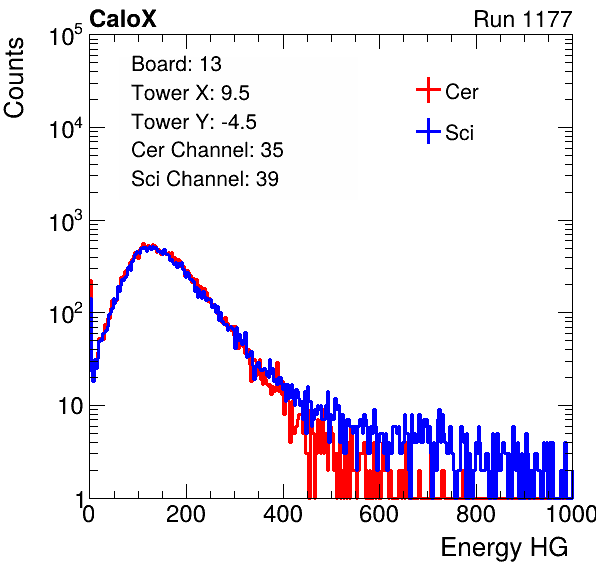 CaloX Run 1177
Counts
10^5
10^4
10^3
10^2
10
1
Board: 13
Tower X: 9.5
Tower Y: -4.5
Cer Channel: 35
Sci Channel: 39
Cer
Sci
0 200 400 600 800 1000
Energy HG